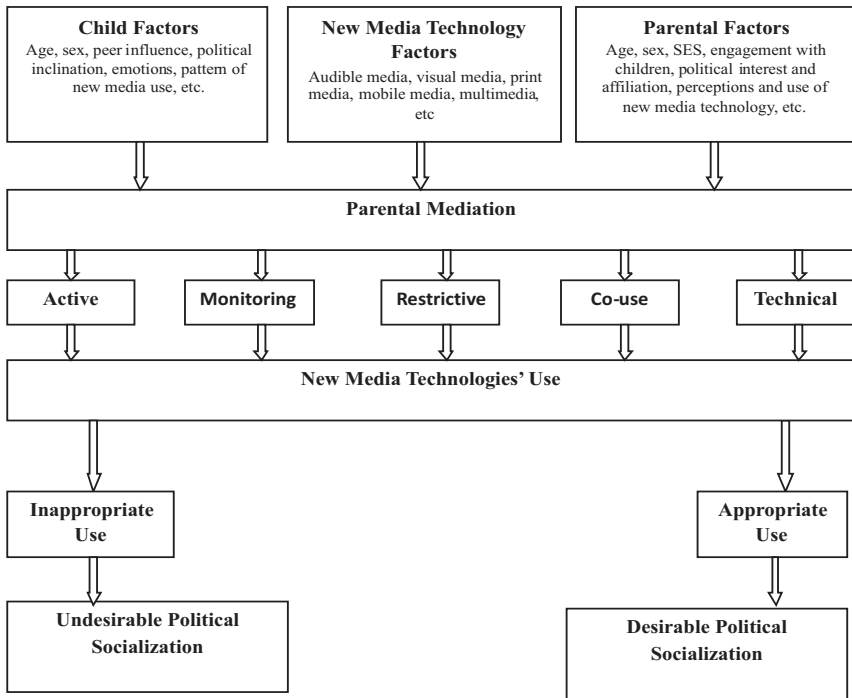 Child Factors
Age, sex, peer influence, political
inclination, emotions, pattern of
new media use, etc.
New Media Technology
Factors
Audible media, visual media, print
media, mobile media, multimedia,
etc
Parental Factors
Age, sex, SES, engagement with
children, political interest and
affiliation, perceptions and use of
new media technology, etc.
Parental Mediation
Active
Monitoring
Restrictive
Co-use
Technical
New Media Technologies’ Use
Inappropriate
Use
Appropriate
Use
Undesirable Political
Socialization
Desirable Political
Socialization